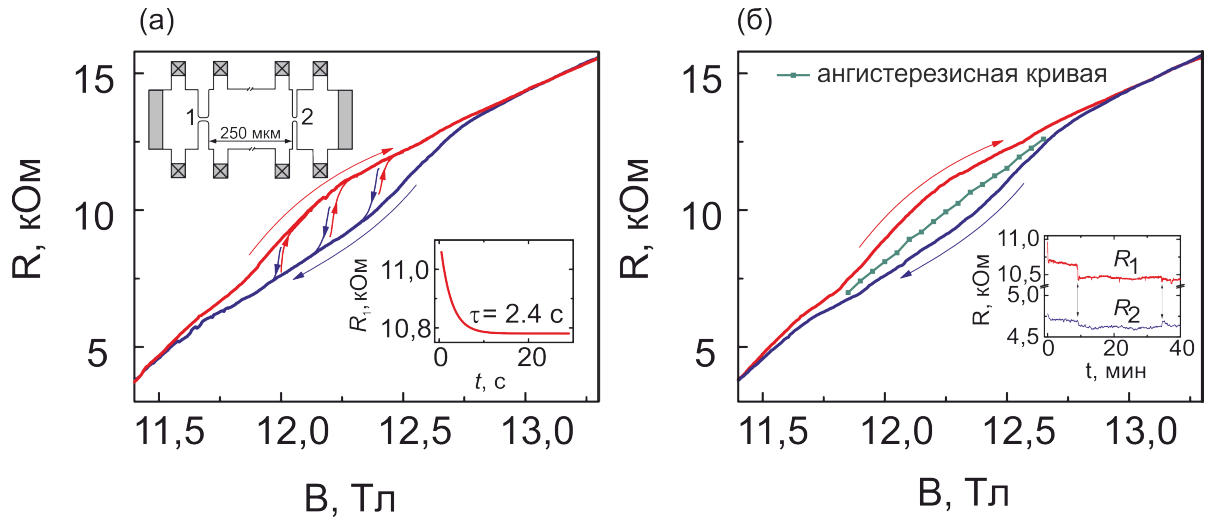 (а)
15
10
5
R, кОм
11,5 12,0 12,5 13,0
B, Тл
1
2
250 мкм
11,0
10,8
R₁, кОм
τ = 2.4 с
0 20
t, с
(б)
15
10
5
R, кОм
11,5 12,0 12,5 13,0
B, Тл
ангистерезисная кривая
11,0
10,5
5,0
4,5
R, кОм
R₁
R₂
0 20 40
t, мин